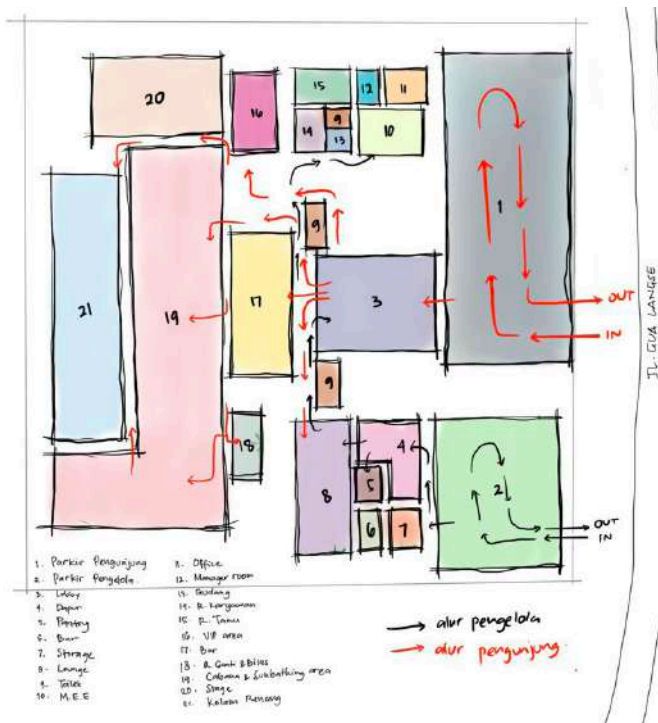 20
16
15
12
11
14
9
13
10
1
9
21
19
17
3
OUT
IN
JL. GUA LANGSE
9
18
8
4
5
6
7
2
OUT
IN
1. Parkir Pengunjung
2. Parkir Pengelola
3. Lobby
4. Dapur
5. Pantry
6. Bar
7. Storage
8. Lounge
9. Toilet
10. M.E.E
11. Office
12. Manager room
13. Gudang
14. R. Karyawan
15. R. Tamu
16. VIP area
17. Bar
18. R. Ganti & Bilas
19. Cabana & Sunbathing area
20. Stage
21. Kolam Renang
alur pengelola
alur pengunjung